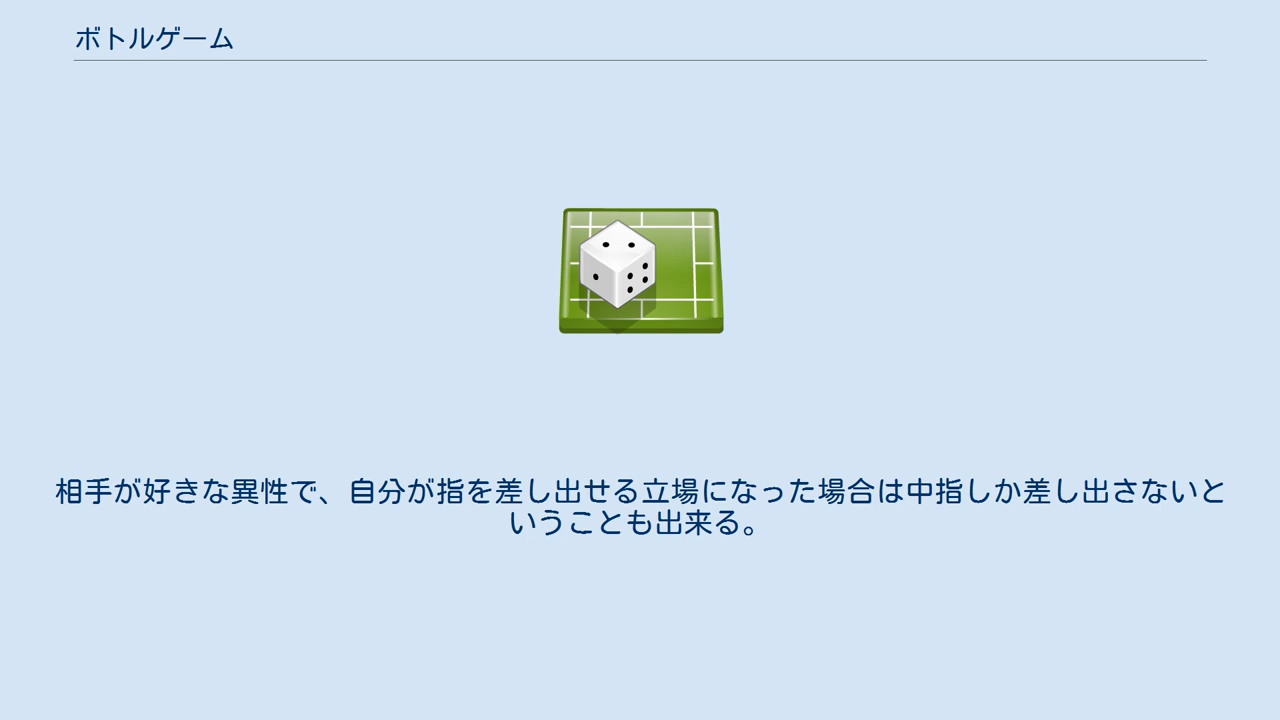 ボトルゲーム
相手が好きな異性で、自分が指を差し出せる立場になった場合は中指しか差し出さないと
いうことも出来る。